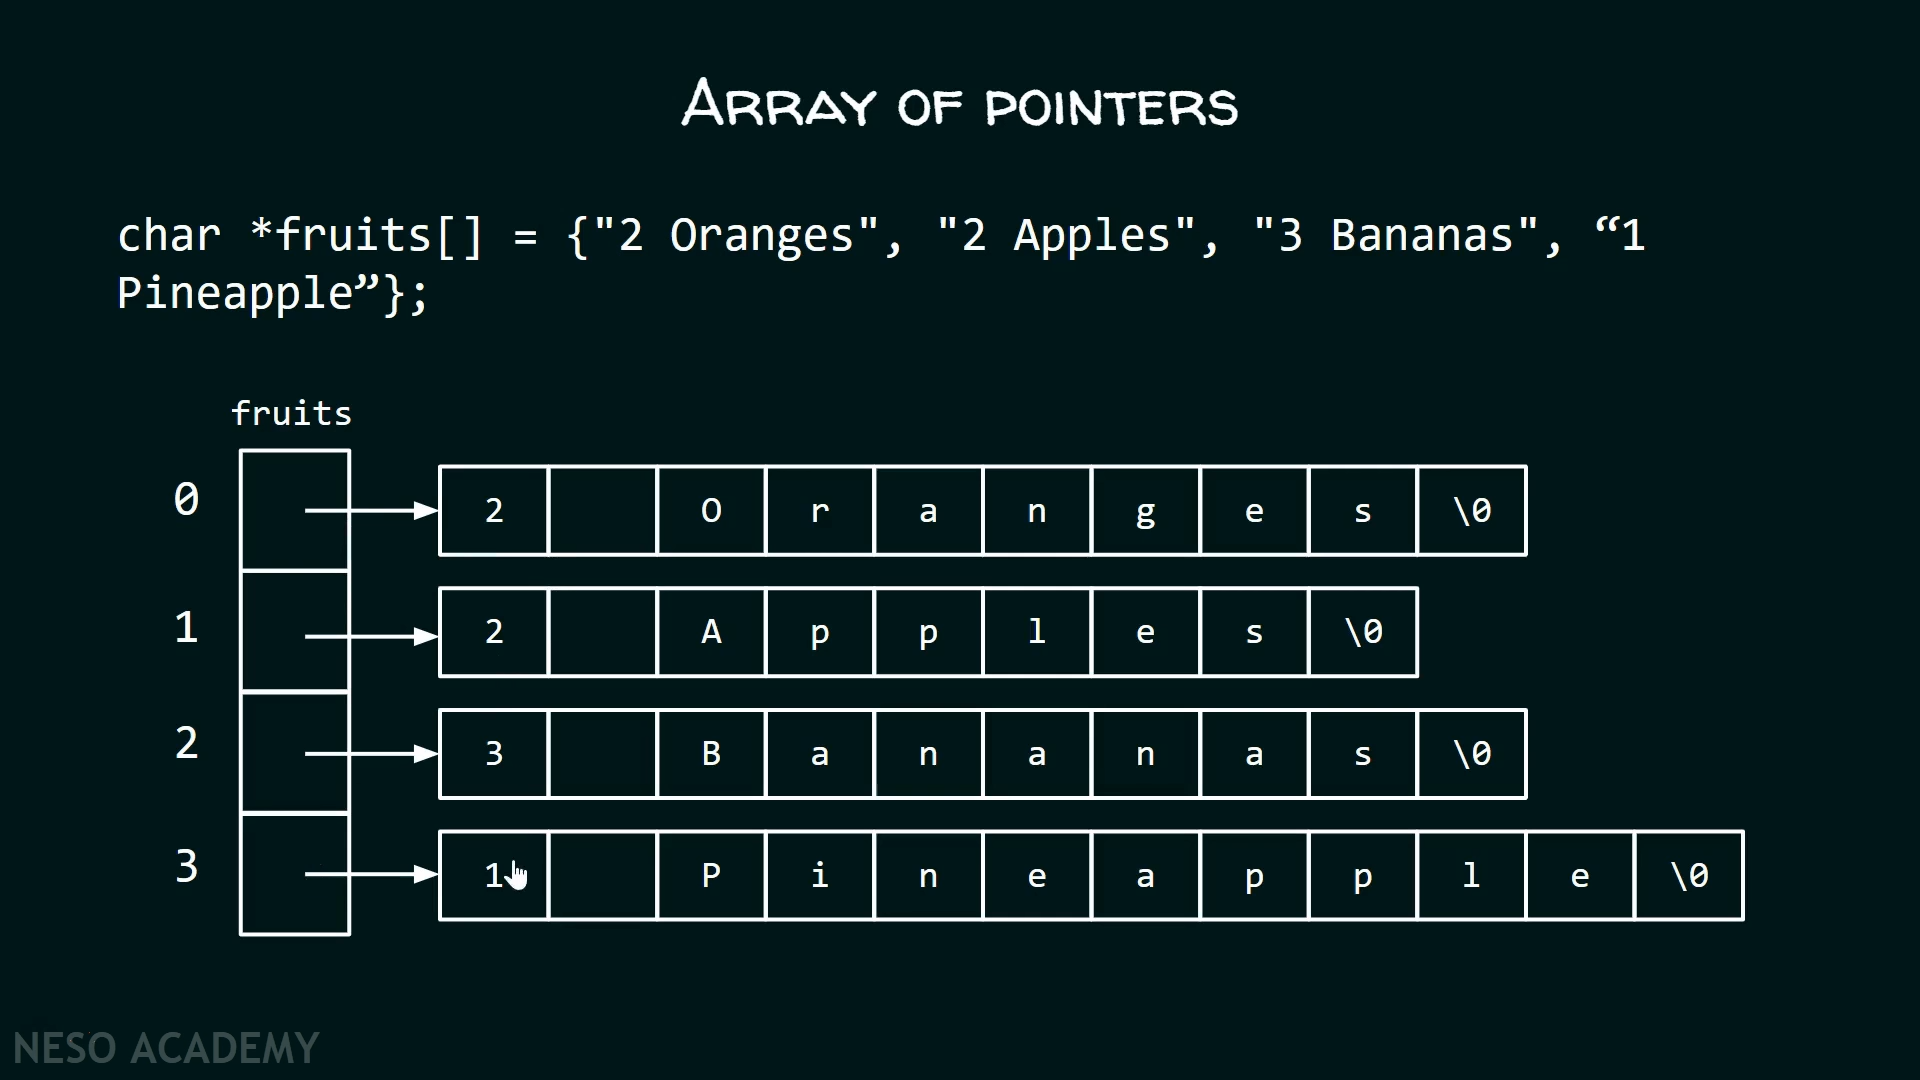 ARRAY OF POINTERS
char *fruits[] = {"2 Oranges", "2 Apples", "3 Bananas", “1
Pineapple”};
fruits
0 2 O r a n g e s \0
1 2 A p p l e s \0
2 3 B a n a n a s \0
3 1 P i n e a p p l e \0
NESO ACADEMY